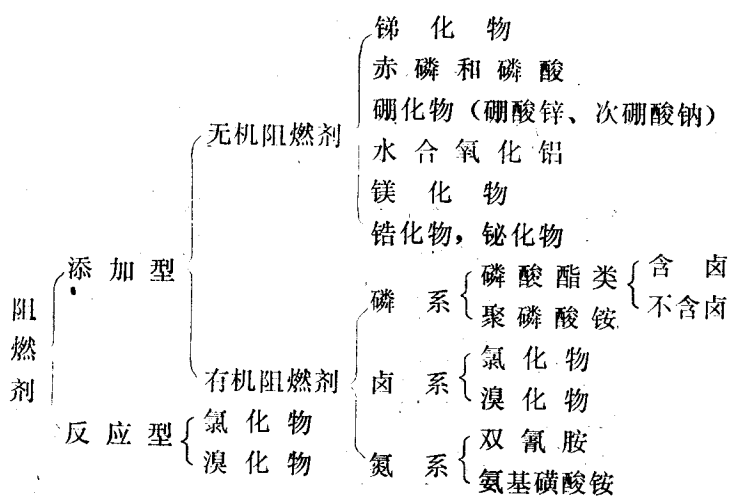 阻燃剂
添加型
无机阻燃剂
锑化物
赤磷和磷酸
硼化物（硼酸锌、次硼酸钠）
水合氧化铝
镁化物
锆化物，铋化物
有机阻燃剂
磷系
磷酸酯类
含卤
不含卤
聚磷酸铵
卤系
氯化物
溴化物
氮系
双氰胺
氨基磺酸铵
反应型
氯化物
溴化物